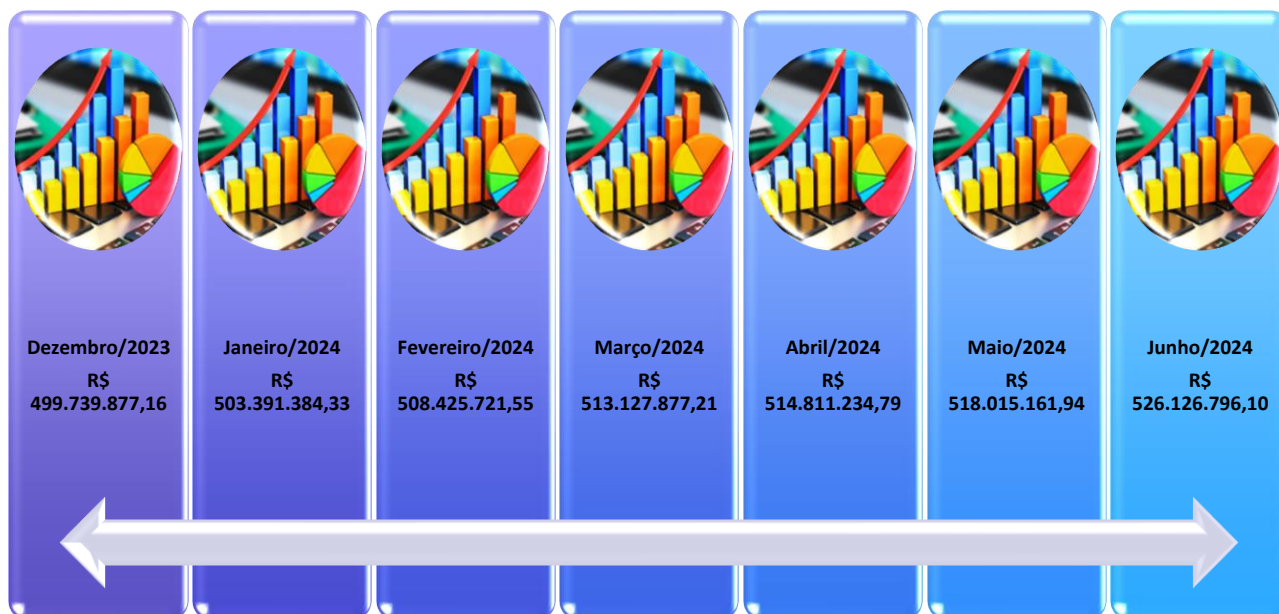 Dezembro/2023
R$
499.739.877,16
Janeiro/2024
R$
503.391.384,33
Fevereiro/2024
R$
508.425.721,55
Março/2024
R$
513.127.877,21
Abril/2024
R$
514.811.234,79
Maio/2024
R$
518.015.161,94
Junho/2024
R$
526.126.796,10